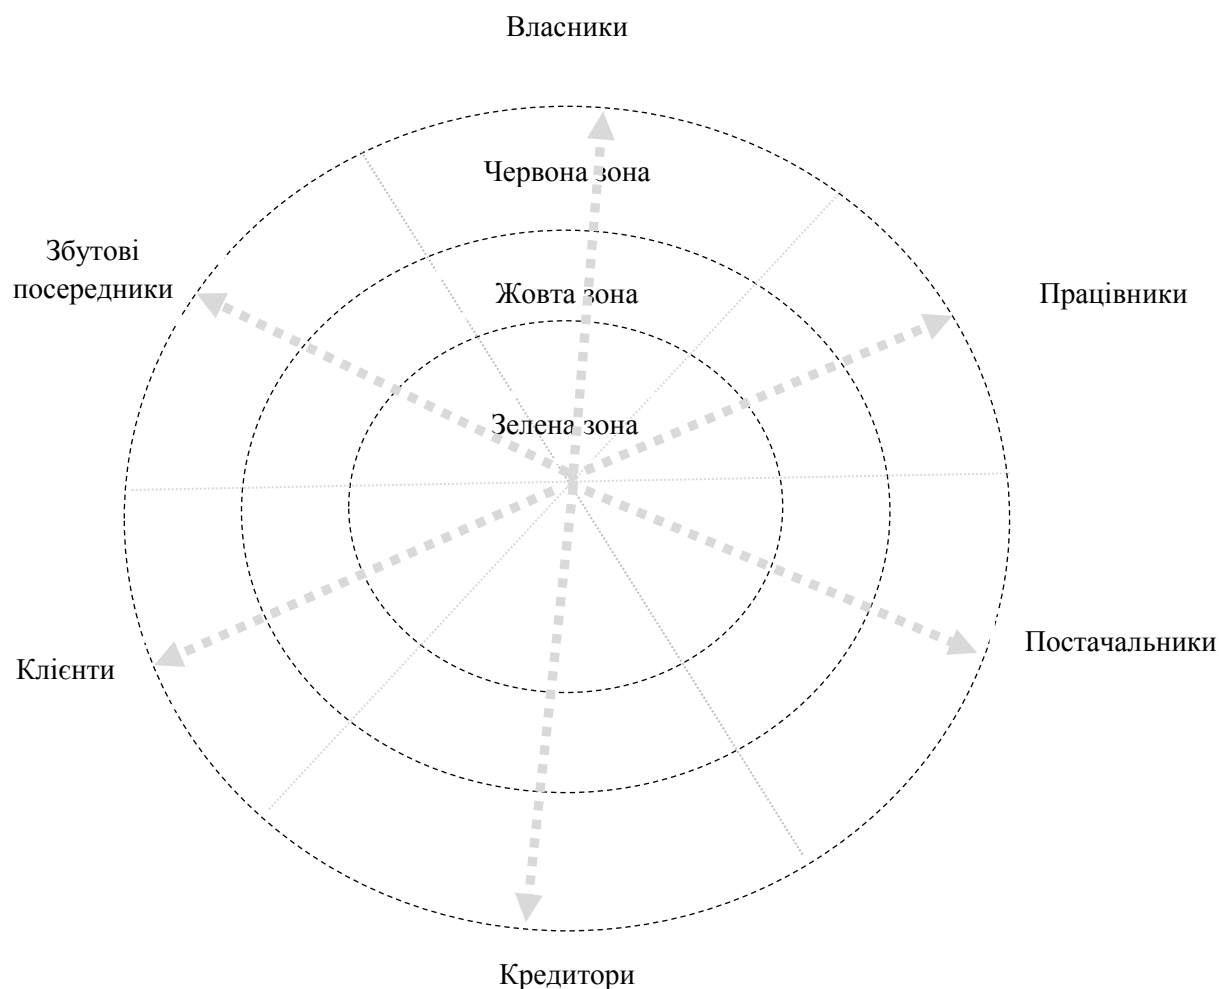 Власники
Червона зона
Збутові
посередники
Жовта зона
Працівники
Зелена зона
Клієнти
Постачальники
Кредитори